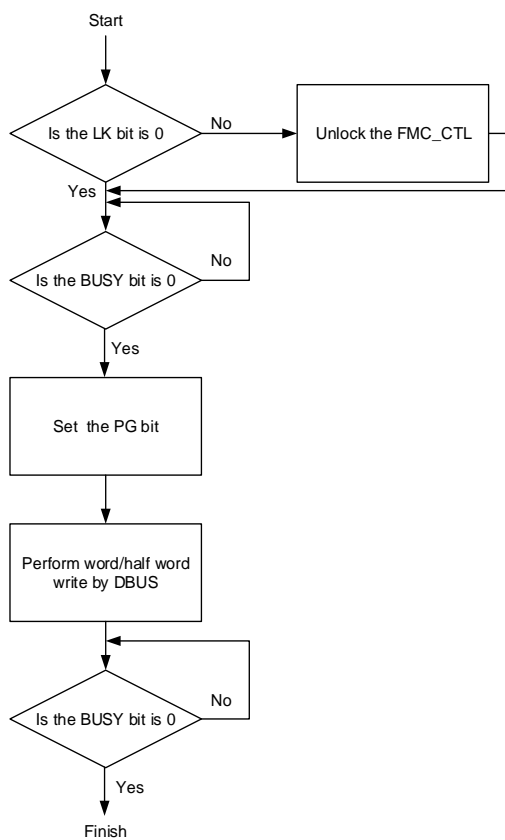 Start
Is the LK bit is 0
No
Unlock the FMC_CTL
Yes
Is the BUSY bit is 0
No
Yes
Set the PG bit
Perform word/half word
write by DBUS
Is the BUSY bit is 0
No
Yes
Finish